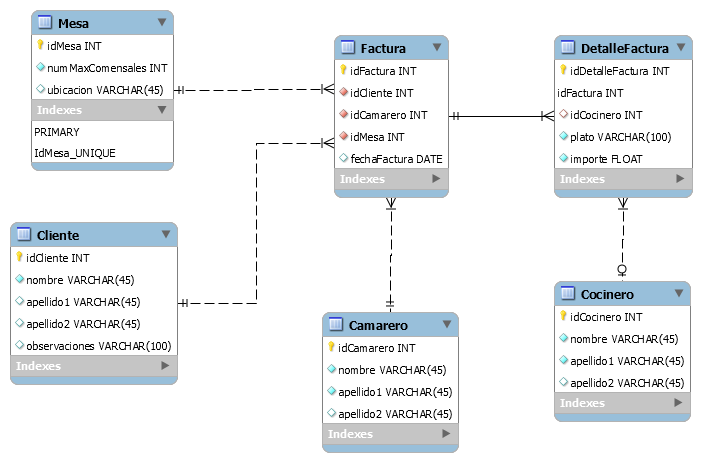 Mesa
idMesa INT
numMaxComensales INT
ubicacion VARCHAR(45)
Indexes
PRIMARY
IdMesa_UNIQUE
Factura
idFactura INT
idCliente INT
idCamarero INT
idMesa INT
fechaFactura DATE
Indexes
DetalleFactura
idDetalleFactura INT
idFactura INT
idCocinero INT
plato VARCHAR(100)
importe FLOAT
Indexes
Cliente
idCliente INT
nombre VARCHAR(45)
apellido1 VARCHAR(45)
apellido2 VARCHAR(45)
observaciones VARCHAR(100)
Indexes
Camarero
idCamarero INT
nombre VARCHAR(45)
apellido1 VARCHAR(45)
apellido2 VARCHAR(45)
Indexes
Cocinero
idCocinero INT
nombre VARCHAR(45)
apellido1 VARCHAR(45)
apellido2 VARCHAR(45)
Indexes